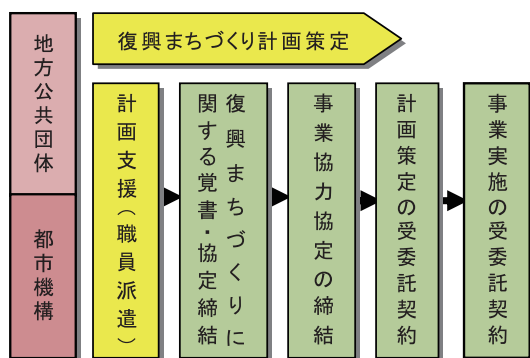 地方公共団体
都市機構
復興まちづくり計画策定
計画支援（職員派遣）
復興まちづくりに
関する覚書・協定締結
事業協力協定の締結
計画策定の受委託契約
事業実施の受委託契約